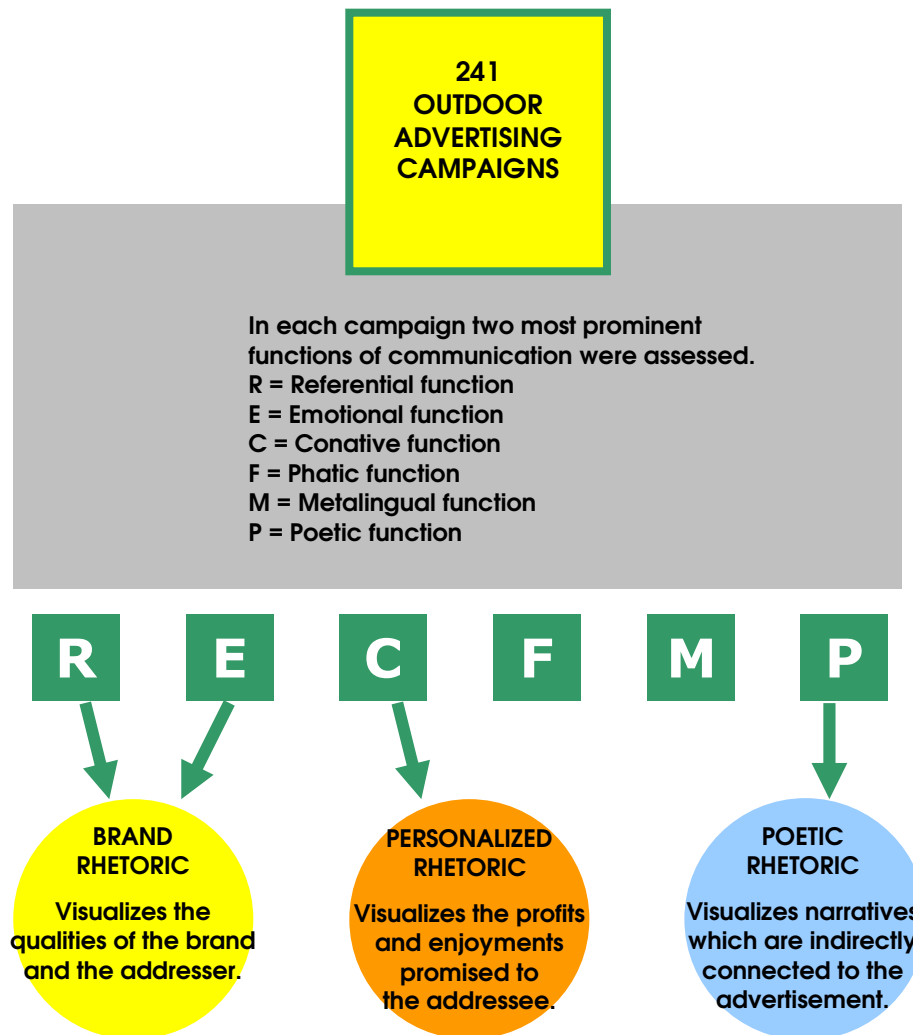 241
OUTDOOR
ADVERTISING
CAMPAIGNS
In each campaign two most prominent
functions of communication were assessed.
R = Referential function
E = Emotional function
C = Conative function
F = Phatic function
M = Metalingual function
P = Poetic function
R E C F M P
BRAND
RHETORIC
Visualizes the
qualities of the brand
and the addresser.
PERSONALIZED
RHETORIC
Visualizes the profits
and enjoyments
promised to
the addressee.
POETIC
RHETORIC
Visualizes narratives
which are indirectly
connected to the
advertisement.